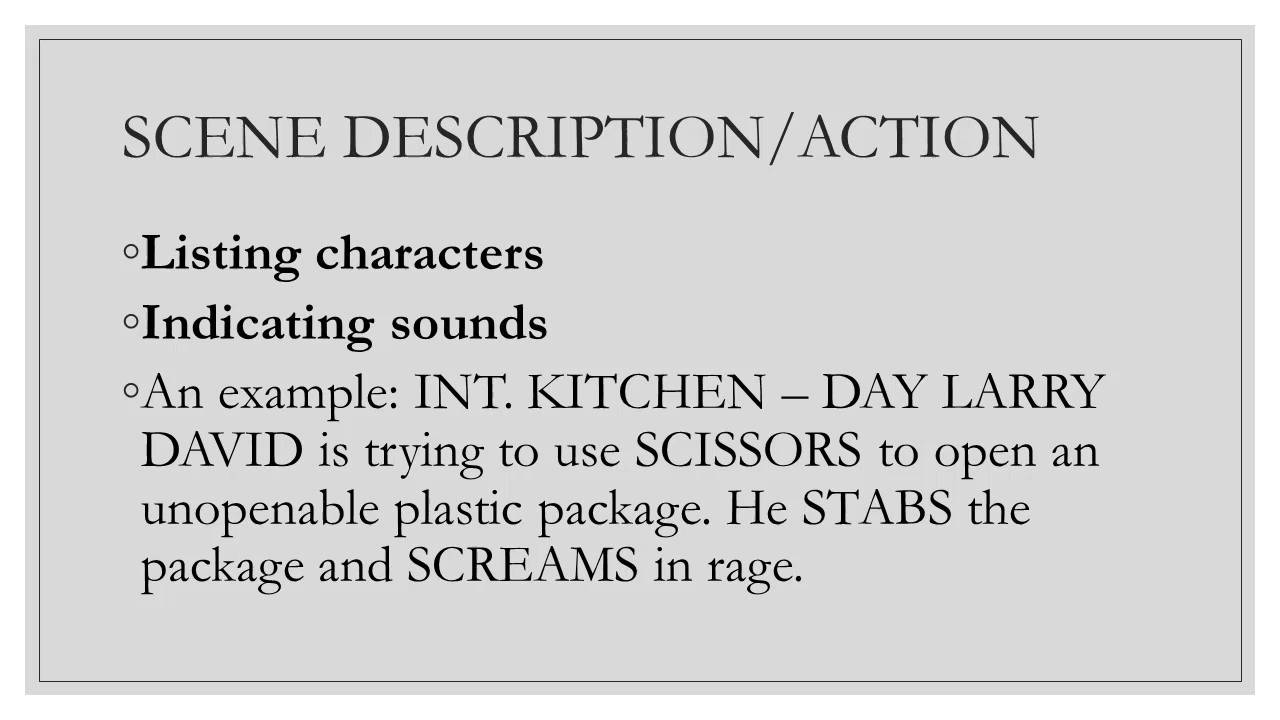 SCENE DESCRIPTION/ACTION
◦Listing characters
◦Indicating sounds
◦An example: INT. KITCHEN – DAY LARRY
DAVID is trying to use SCISSORS to open an
unopenable plastic package. He STABS the
package and SCREAMS in rage.